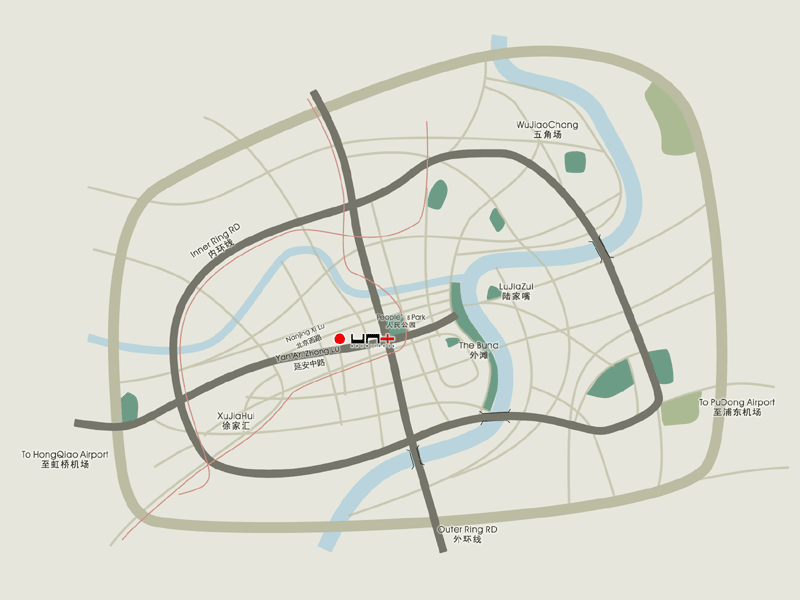 WuJiaoChang
五角场
Inner Ring RD
内环线
LuJiaZui
陆家嘴
People's Park
人民公园
Nanjing Xi Lu
北京西路
Yan'An Zhong Lu
延安中路
The Bund
外滩
XuJiaHui
徐家汇
To PuDong Airport
至浦东机场
To HongQiao Airport
至虹桥机场
Outer Ring RD
外环线